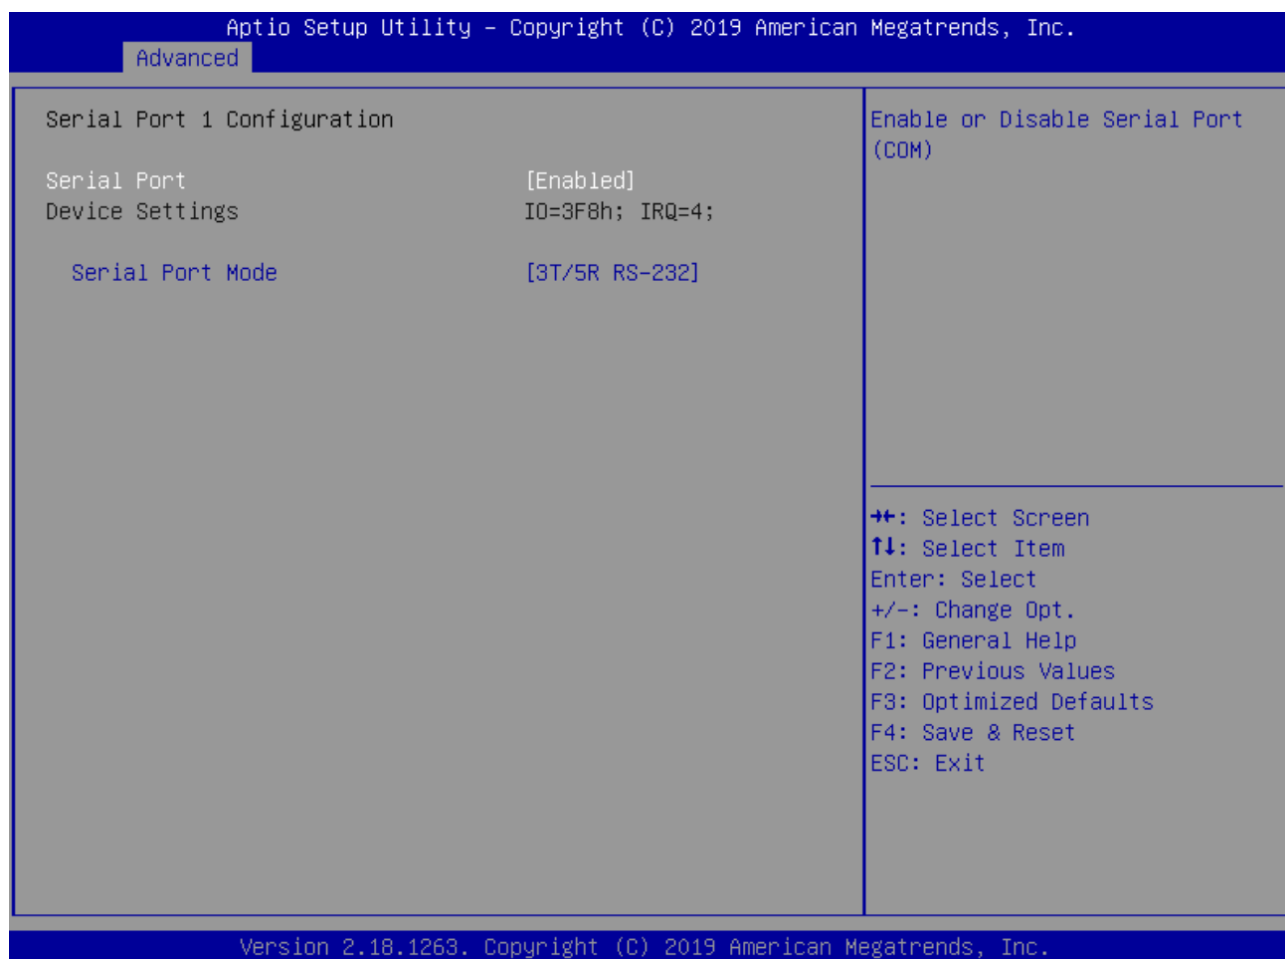 Aptio Setup Utility – Copyright (C) 2019 American Megatrends, Inc.
Advanced
Serial Port 1 Configuration
Serial Port [Enabled]
Device Settings IO=3F8h; IRQ=4;
Serial Port Mode [3T/5R RS-232]
Enable or Disable Serial Port
(COM)
→←: Select Screen
↑↓: Select Item
Enter: Select
+/-: Change Opt.
F1: General Help
F2: Previous Values
F3: Optimized Defaults
F4: Save & Reset
ESC: Exit
Version 2.18.1263. Copyright (C) 2019 American Megatrends, Inc.